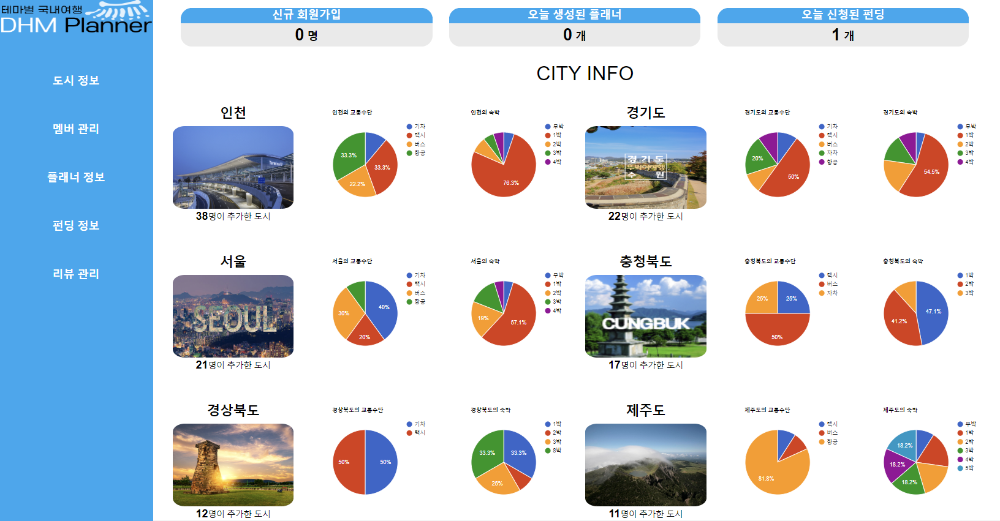 테마별 국내여행
DHM Planner
도시 정보
멤버 관리
플래너 정보
펀딩 정보
리뷰 관리
신규 회원가입
0 명
오늘 생성된 플래너
0 개
오늘 신청된 펀딩
1 개
CITY INFO
인천
38명이 추가한 도시
인천의 교통수단
기차
택시
버스
항공
33.3%
33.3%
22.2%
인천의 숙박
무박
1박
2박
3박
4박
76.3%
경기도
경 기 도
뚜벅이여행
수 원
22명이 추가한 도시
경기도의 교통수단
기차
택시
버스
자차
항공
20%
50%
경기도의 숙박
무박
1박
2박
3박
4박
54.5%
서울
SEOUL
21명이 추가한 도시
서울의 교통수단
기차
택시
버스
항공
40%
30%
20%
서울의 숙박
무박
1박
2박
3박
4박
19%
57.1%
충청북도
CUNGBUK
17명이 추가한 도시
충청북도의 교통수단
택시
버스
자차
25%
25%
50%
충청북도의 숙박
1박
2박
3박
47.1%
41.2%
경상북도
12명이 추가한 도시
경상북도의 교통수단
기차
택시
50%
50%
경상북도의 숙박
1박
2박
3박
8박
33.3%
33.3%
25%
제주도
11명이 추가한 도시
제주도의 교통수단
택시
버스
항공
81.8%
제주도의 숙박
무박
1박
2박
3박
4박
5박
18.2%
18.2%
18.2%